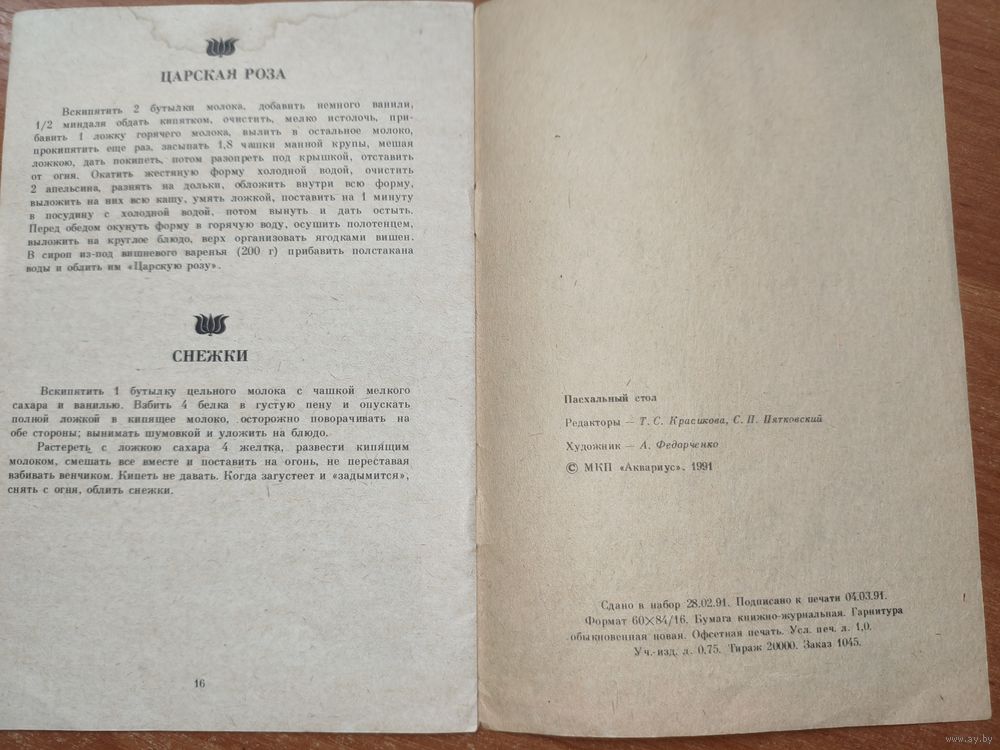 ЦАРСКАЯ РОЗА
Вскипятить 2 бутылки молока, добавить немного ванили,
1/2 миндаля обдать кипятком, очистить, мелко истолочь, при-
бавить 1 ложку горячего молока, вылить в остальное молоко,
прокипятить еще раз, засыпать 1,8 чашки манной крупы, мешая
ложкою, дать покипеть, потом разопреть под крышкой, отставить
от огня. Окатить жестяную форму холодной водой, очистить
2 апельсина, разнять на дольки, обложить внутри всю форму,
выложить на них всю кашу, умять ложкой, поставить на 1 минуту
в посудину с холодной водой, потом вынуть и дать остыть.
Перед обедом окунуть форму в горячую воду, осушить полотенцем,
выложить на круглое блюдо, верх организовать ягодками вишен.
В сироп из-под вишневого варенья (200 г) прибавить полстакана
воды и облить им «Царскую розу».
СНЕЖКИ
Вскипятить 1 бутылку цельного молока с чашкой мелкого
сахара и ванилью. Взбить 4 белка в густую пену и опускать
полной ложкой в кипящее молоко, осторожно поворачивать на
обе стороны; вынимать шумовкой и уложить на блюдо.
Растереть с ложкою сахара 4 желтка, развести кипящим
молоком, смешать все вместе и поставить на огонь, не переставая
взбивать венчиком. Кипеть не давать. Когда загустеет и «задымится»,
снять с огня, облить снежки.
16
Пасхальный стол
Редакторы — Т. С. Красикова, С. П. Пятковский
Художник — А. Федорченко
© МКП «Аквариус», 1991
Сдано в набор 28.02.91. Подписано к печати 04.03.91.
Формат 60×84/16. Бумага книжно-журнальная. Гарнитура
обыкновенная новая. Офсетная печать. Усл. печ. л. 1,0.
Уч.-изд. л. 0,75. Тираж 20000. Заказ 1045.
www.ay.by